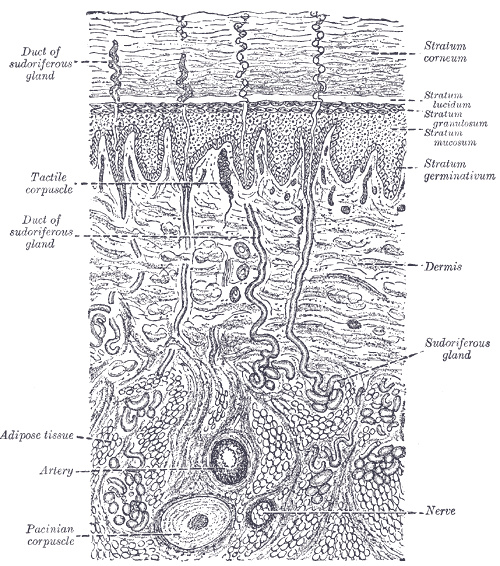 Duct of
sudoriferous
gland
Tactile
corpuscle
Duct of
sudoriferous
gland
Adipose tissue
Artery
Pacinian
corpuscle
Stratum
corneum
Stratum
lucidum
Stratum
granulosum
Stratum
mucosum
Stratum
germinativum
Dermis
Sudoriferous
gland
Nerve